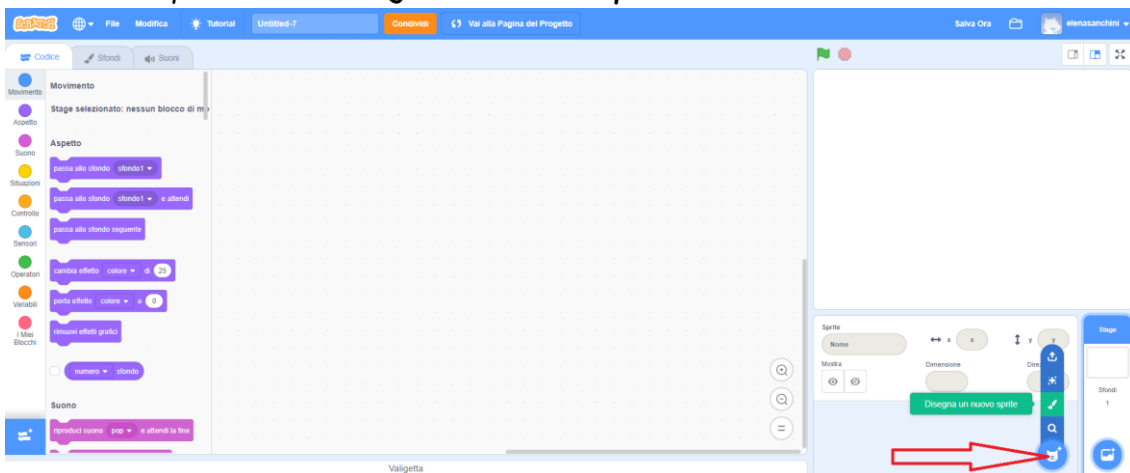 SCRATCH File Modifica Tutorial Untitled-7 Condividi Vai alla Pagina del Progetto Salva Ora elenasanchini
Codice Sfondi Suoni
Movimento
Aspetto
Suono
Situazioni
Controllo
Sensori
Operatori
Variabili
I Miei
Blocchi
Movimento
Stage selezionato: nessun blocco di m
Aspetto
passa allo sfondo sfondo1
passa allo sfondo sfondo1 e attendi
passa allo sfondo seguente
cambia effetto colore di 25
porta effetto colore a 0
rimuovi effetti grafici
numero sfondo
Suono
riproduci suono pop e attendi la fine
Sprite
Nome x x y y
Mostra Dimensione Direz
Disegna un nuovo sprite
Stage
Sfondi
1
Valigetta